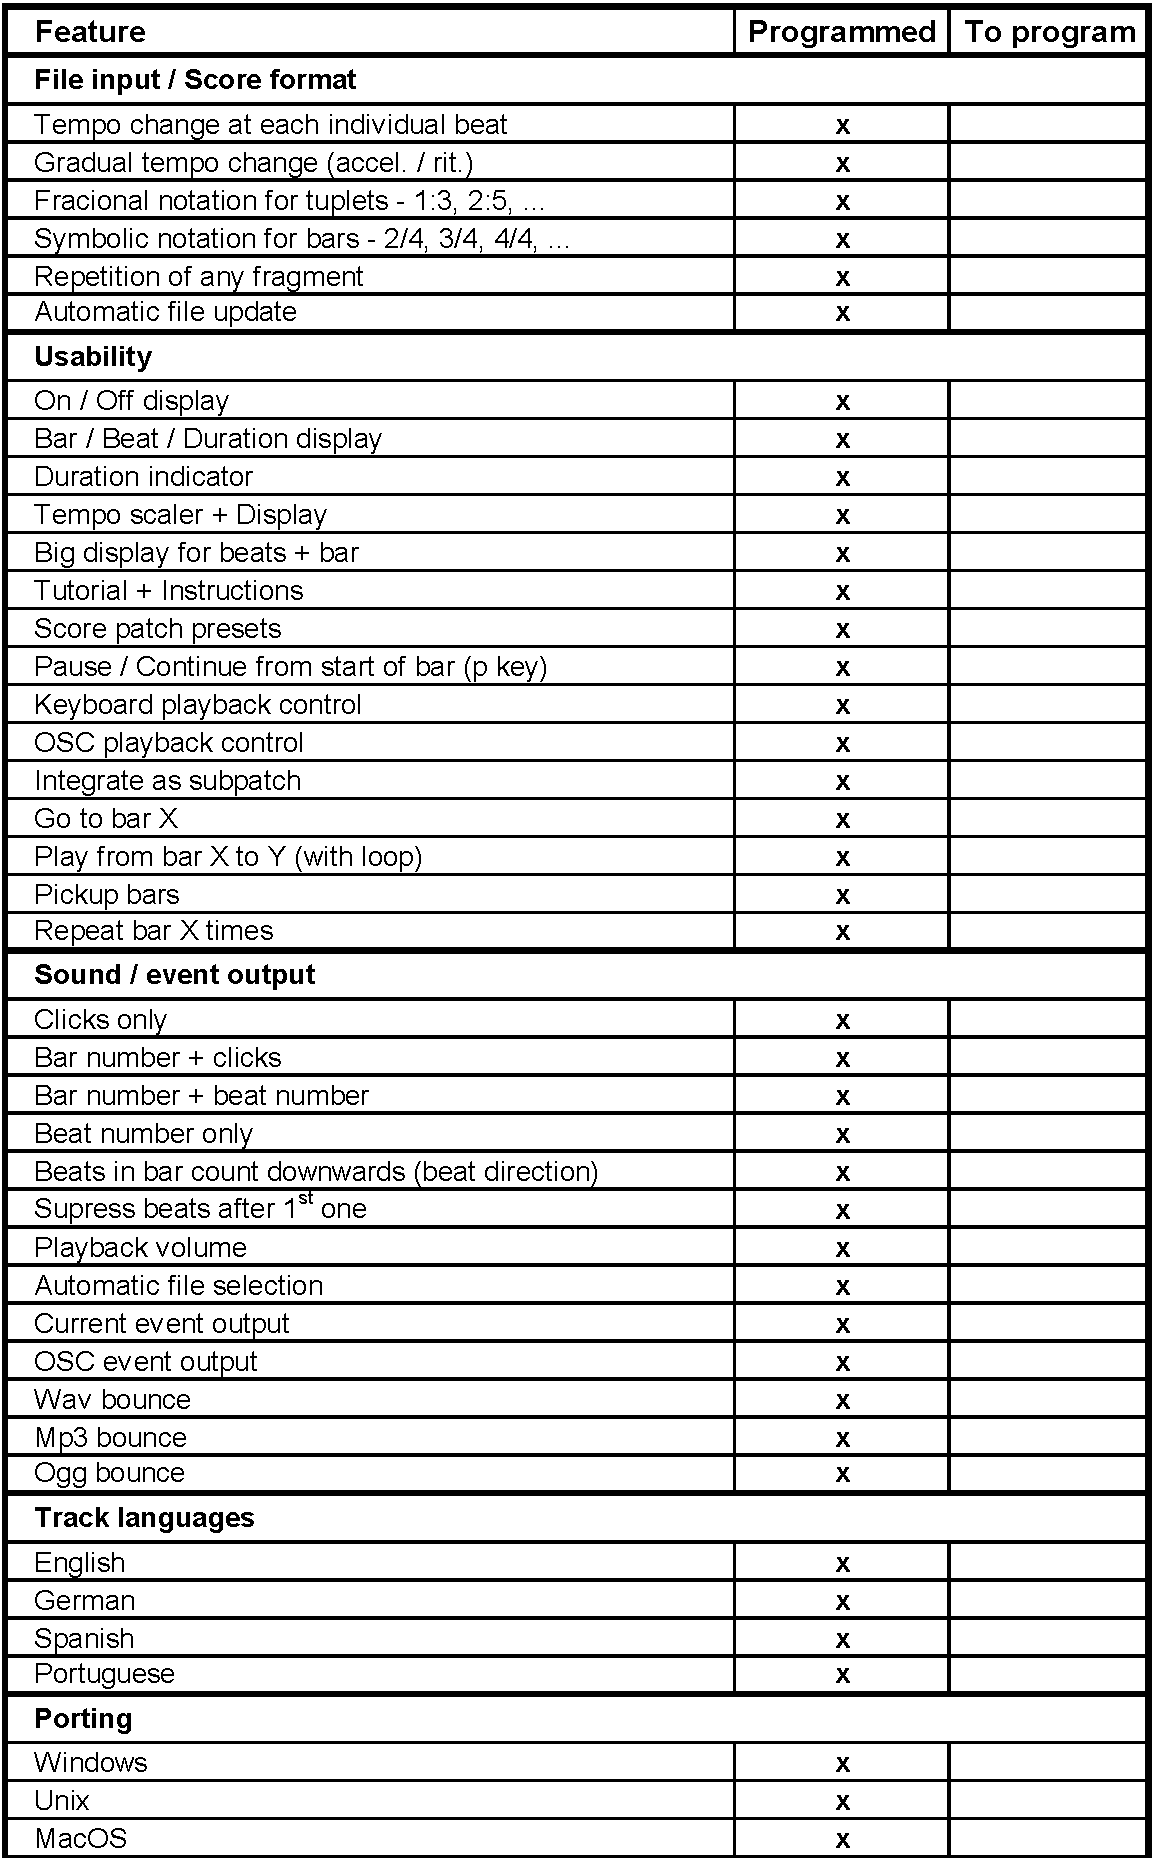 Feature Programmed To program
File input / Score format
Tempo change at each individual beat x
Gradual tempo change (accel. / rit.) x
Fracional notation for tuplets - 1:3, 2:5, ... x
Symbolic notation for bars - 2/4, 3/4, 4/4, ... x
Repetition of any fragment x
Automatic file update x
Usability
On / Off display x
Bar / Beat / Duration display x
Duration indicator x
Tempo scaler + Display x
Big display for beats + bar x
Tutorial + Instructions x
Score patch presets x
Pause / Continue from start of bar (p key) x
Keyboard playback control x
OSC playback control x
Integrate as subpatch x
Go to bar X x
Play from bar X to Y (with loop) x
Pickup bars x
Repeat bar X times x
Sound / event output
Clicks only x
Bar number + clicks x
Bar number + beat number x
Beat number only x
Beats in bar count downwards (beat direction) x
Supress beats after 1st one x
Playback volume x
Automatic file selection x
Current event output x
OSC event output x
Wav bounce x
Mp3 bounce x
Ogg bounce x
Track languages
English x
German x
Spanish x
Portuguese x
Porting
Windows x
Unix x
MacOS x